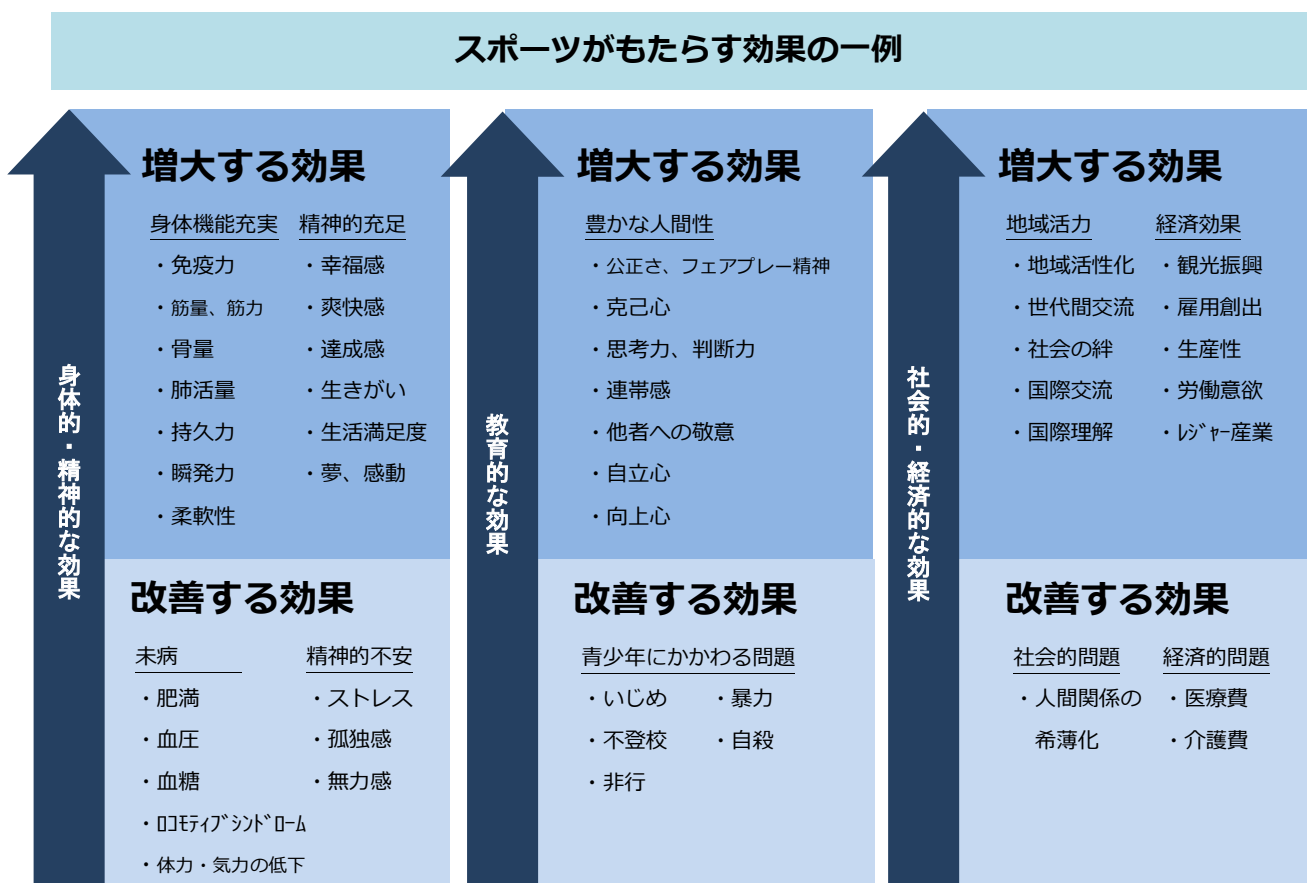 スポーツがもたらす効果の一例
身体的・精神的な効果
増大する効果
身体機能充実
・免疫力
・筋量、筋力
・骨量
・肺活量
・持久力
・瞬発力
・柔軟性
精神的充足
・幸福感
・爽快感
・達成感
・生きがい
・生活満足度
・夢、感動
改善する効果
未病
・肥満
・血圧
・血糖
・ﾛｺﾓﾃｨﾌﾞｼﾝﾄﾞﾛｰﾑ
・体力・気力の低下
精神的不安
・ストレス
・孤独感
・無力感
教育的な効果
増大する効果
豊かな人間性
・公正さ、フェアプレー精神
・克己心
・思考力、判断力
・連帯感
・他者への敬意
・自立心
・向上心
改善する効果
青少年にかかわる問題
・いじめ ・暴力
・不登校 ・自殺
・非行
社会的・経済的な効果
増大する効果
地域活力
・地域活性化
・世代間交流
・社会の絆
・国際交流
・国際理解
経済効果
・観光振興
・雇用創出
・生産性
・労働意欲
・ﾚｼﾞｬｰ産業
改善する効果
社会的問題
・人間関係の
希薄化
経済的問題
・医療費
・介護費